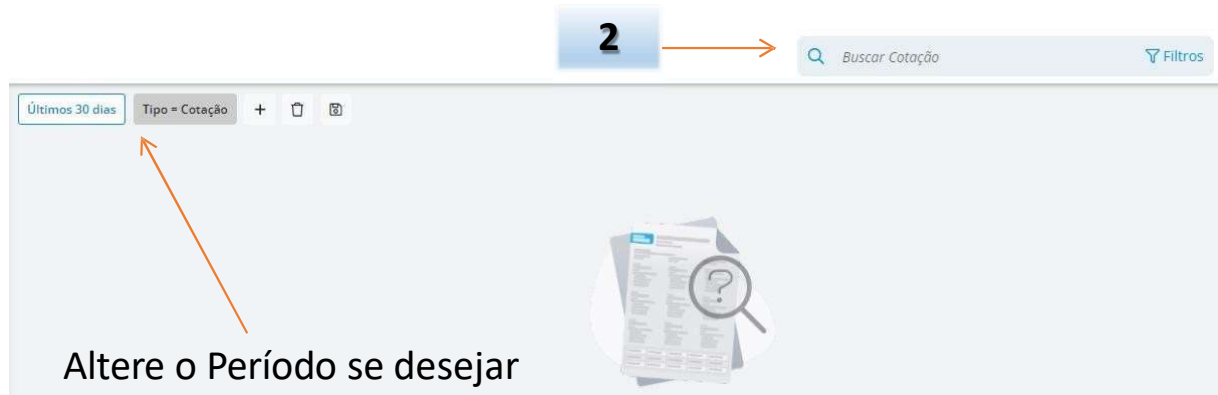 2
Buscar Cotação Filtros
Últimos 30 dias Tipo = Cotação +
?
Altere o Período se desejar